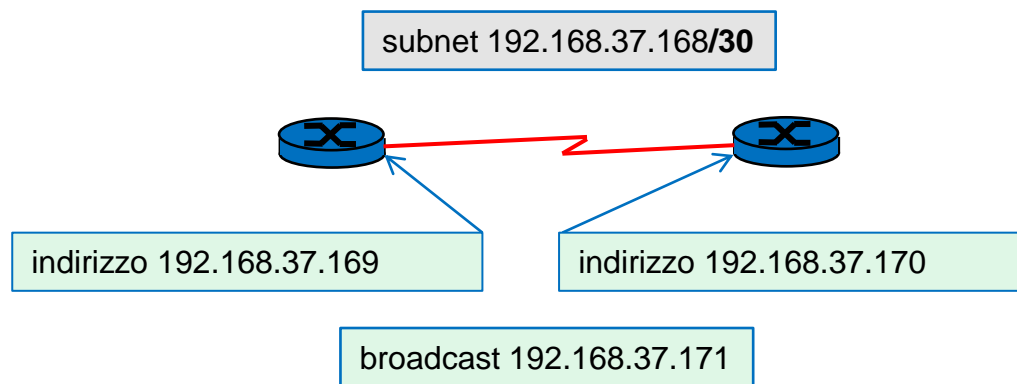 subnet 192.168.37.168/30
indirizzo 192.168.37.169
indirizzo 192.168.37.170
broadcast 192.168.37.171